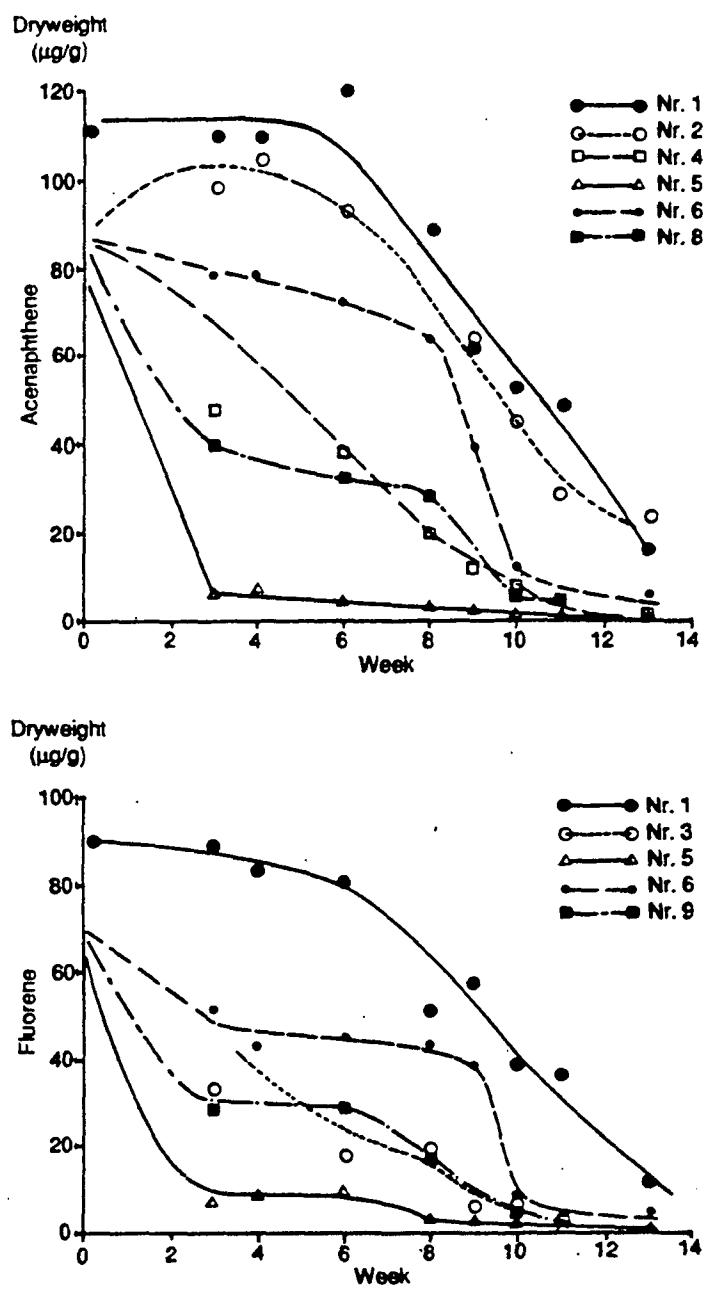 Dryweight
(µg/g)
120
100
80
60
40
20
0
Acenaphthene
0 2 4 6 8 10 12 14
Week
Nr. 1
Nr. 2
Nr. 4
Nr. 5
Nr. 6
Nr. 8
Dryweight
(µg/g)
100
80
60
40
20
0
Fluorene
0 2 4 6 8 10 12 14
Week
Nr. 1
Nr. 3
Nr. 5
Nr. 6
Nr. 9